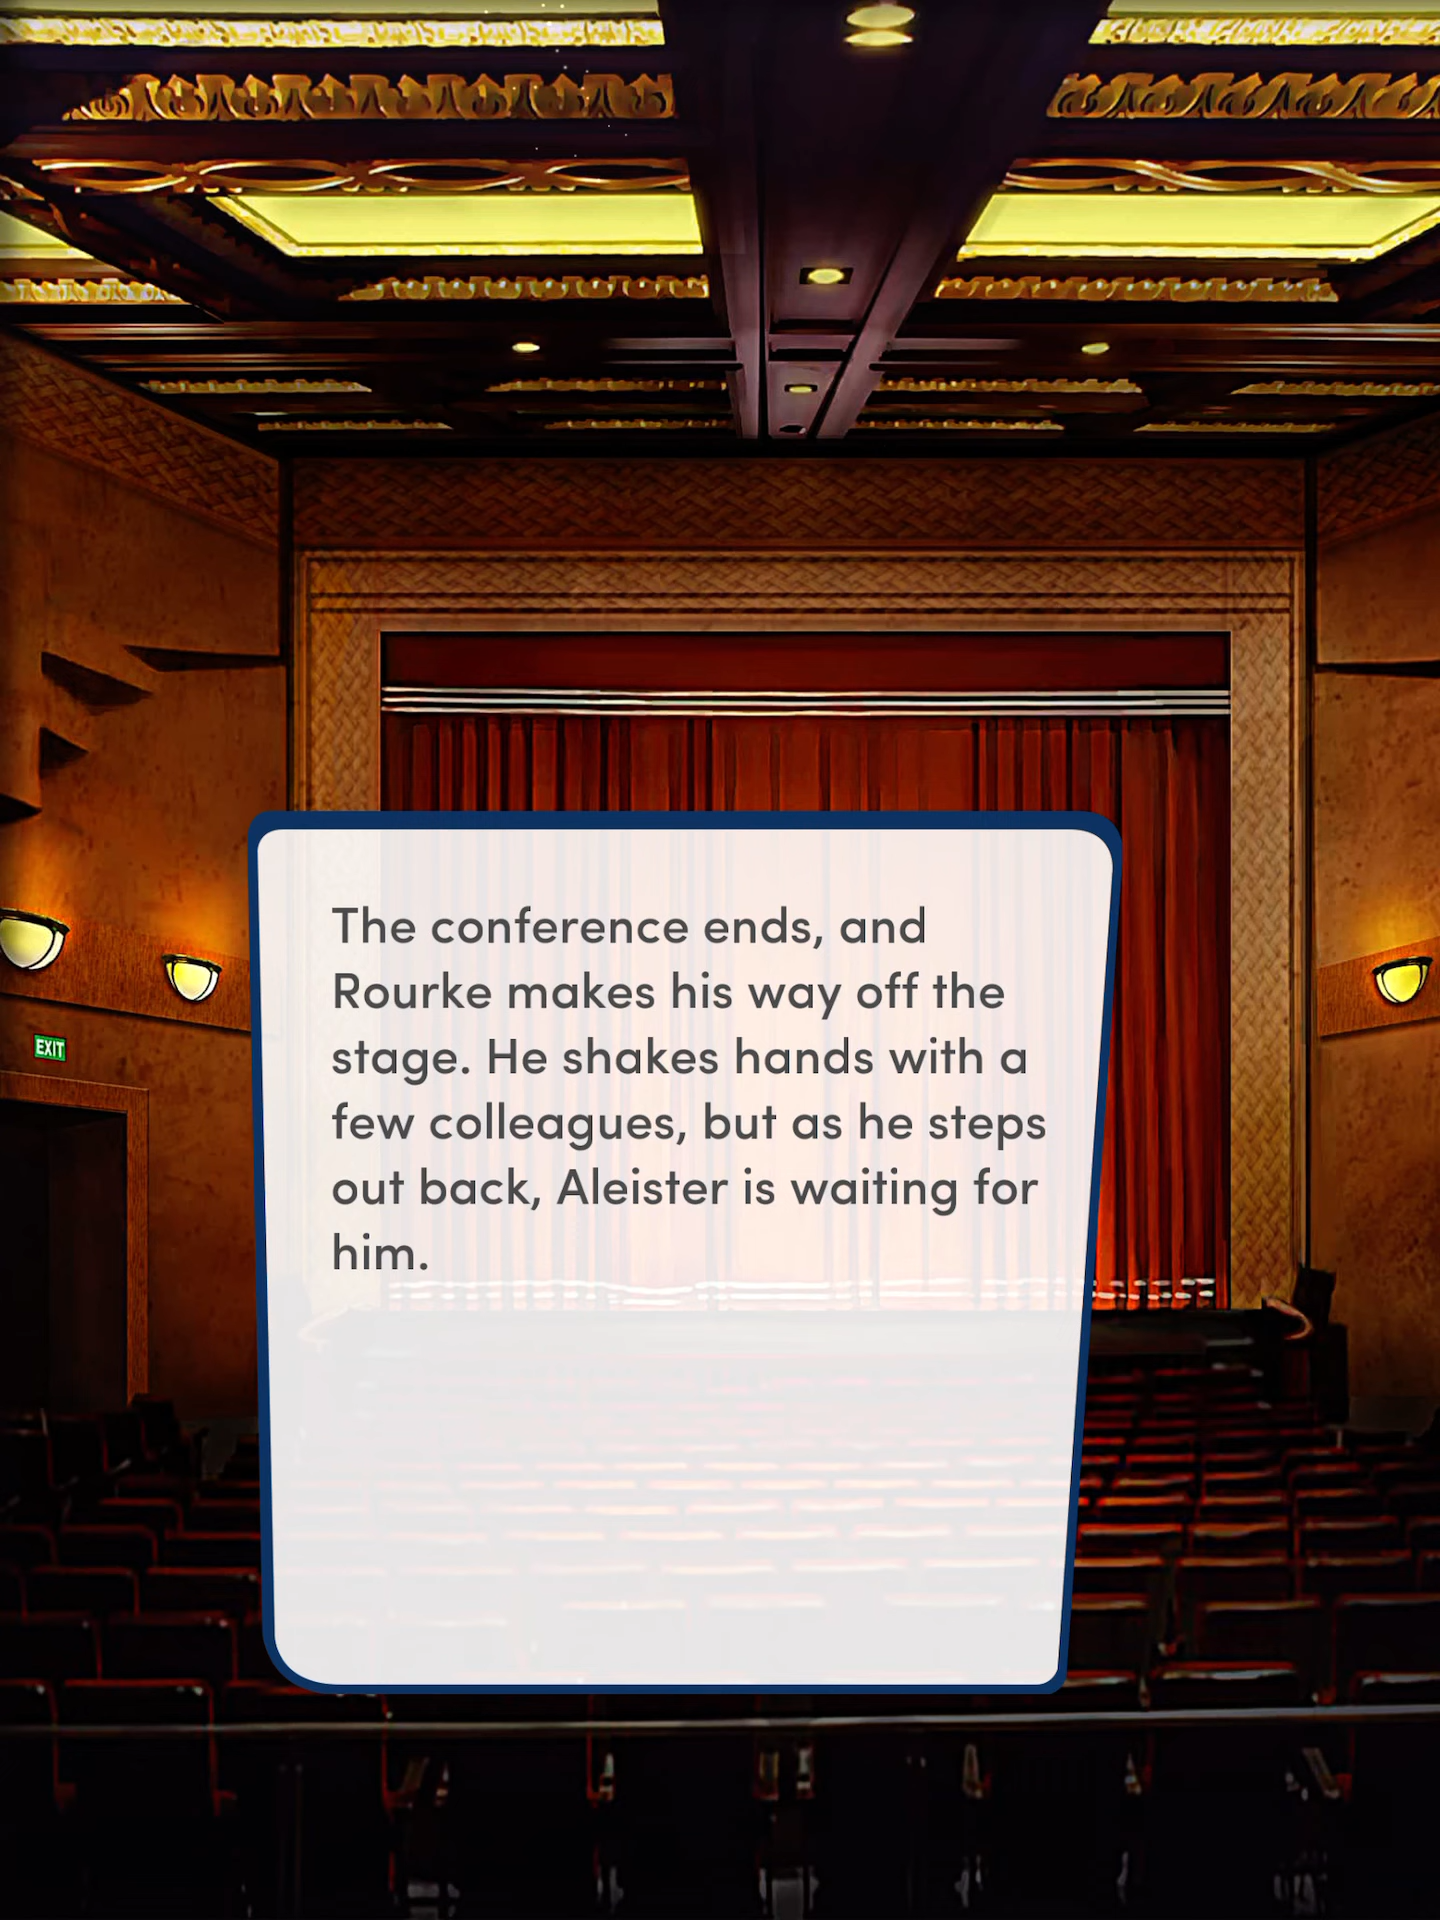 EXIT
The conference ends, and
Rourke makes his way off the
stage. He shakes hands with a
few colleagues, but as he steps
out back, Aleister is waiting for
him.